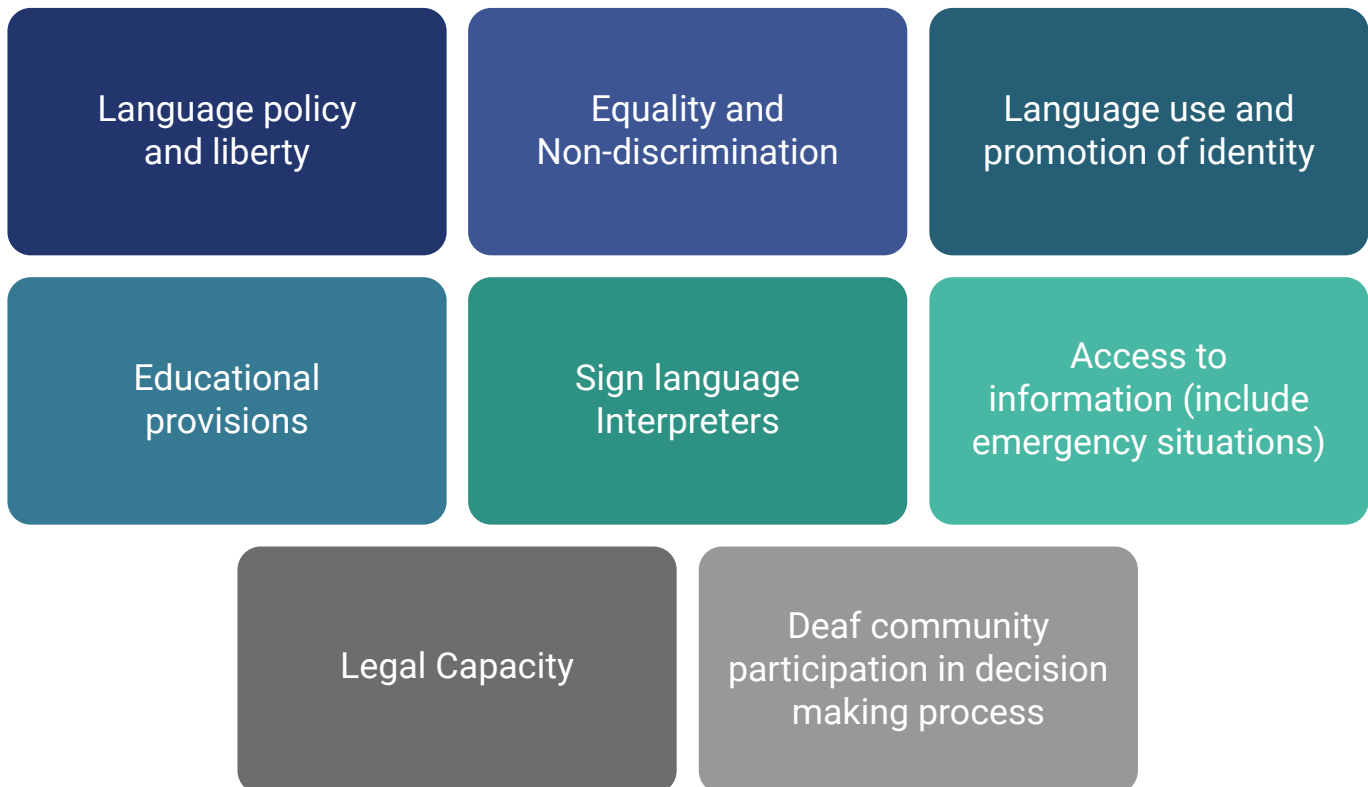 Language policy
and liberty
Equality and
Non-discrimination
Language use and
promotion of identity
Educational
provisions
Sign language
Interpreters
Access to
information (include
emergency situations)
Legal Capacity
Deaf community
participation in decision
making process